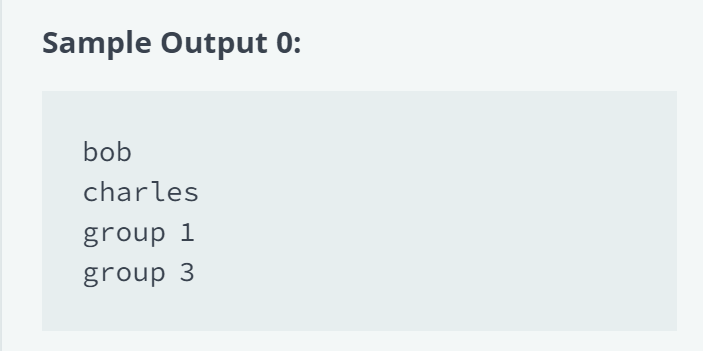 Sample Output 0:
bob
charles
group 1
group 3